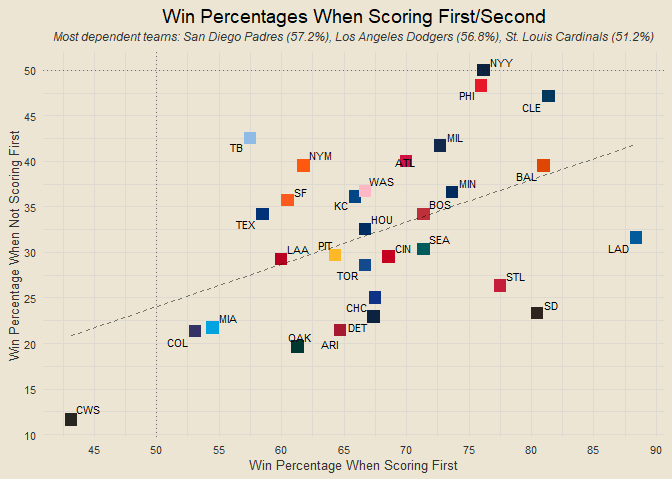 Win Percentages When Scoring First/Second
Most dependent teams: San Diego Padres (57.2%), Los Angeles Dodgers (56.8%), St. Louis Cardinals (51.2%)
Win Percentage When Not Scoring First
50
45
40
35
30
25
20
15
10
NYY
PHI
CLE
TB
MIL
NYM
ATL
BAL
WAS
MIN
SF
KC
BOS
TEX
HOU
LAD
PIT
SEA
LAA
CIN
TOR
STL
CHC
SD
MIA
DET
OAK
COL
ARI
CWS
45
50
55
60
65
70
75
80
85
90
Win Percentage When Scoring First